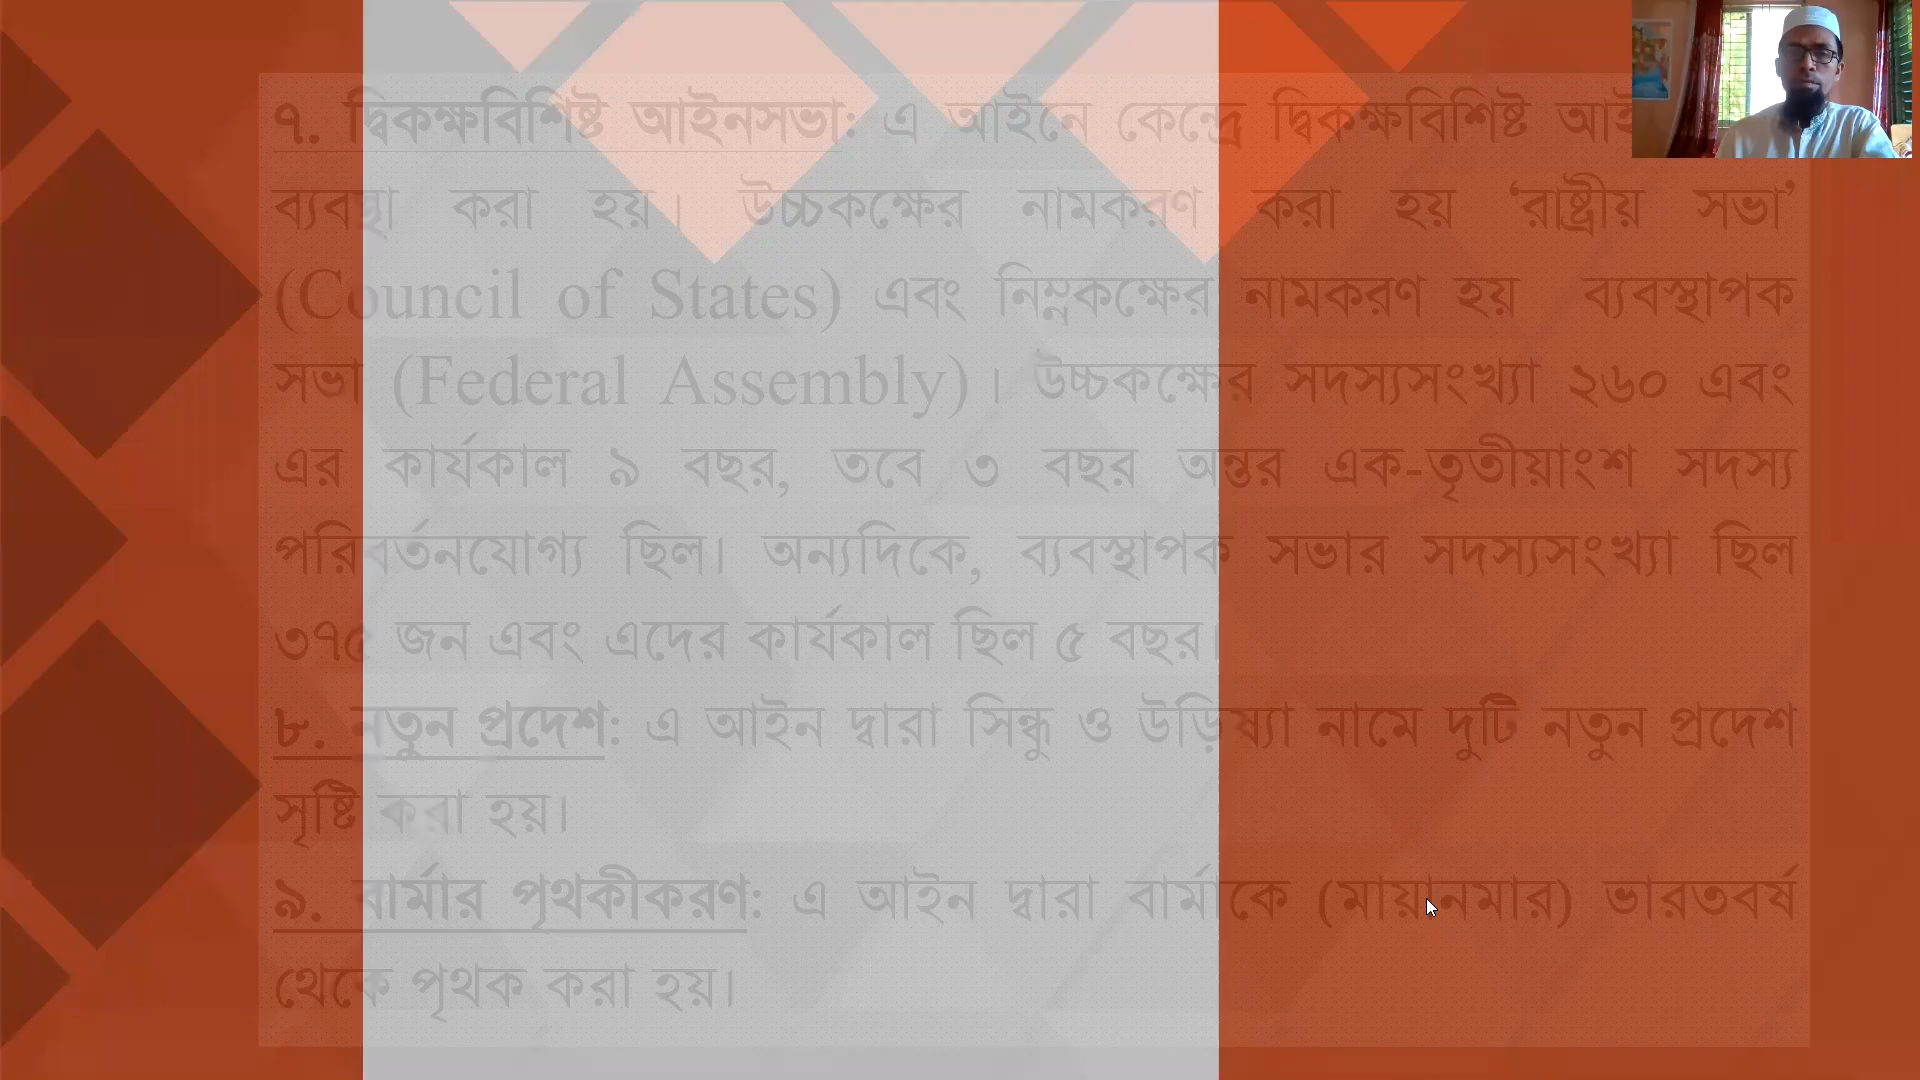 ৭. দ্বিকক্ষবিশিষ্ট আইনসভা: এ আইনে কেন্দ্রে দ্বিকক্ষবিশিষ্ট
ব্যবস্থা করা হয়। উচ্চকক্ষের নামকরণ করা হয় ‘রাষ্ট্রীয় সভা’
(Council of States) এবং নিম্নকক্ষের নামকরণ হয় ব্যবস্থাপক
সভা (Federal Assembly)। উচ্চকক্ষের সদস্যসংখ্যা ২৬০ এবং
এর কার্যকাল ৯ বছর, তবে ৩ বছর অন্তর এক-তৃতীয়াংশ সদস্য
পরিবর্তনযোগ্য ছিল। অন্যদিকে, ব্যবস্থাপক সভার সদস্যসংখ্যা ছিল
৩৭৫ জন এবং এদের কার্যকাল ছিল ৫ বছর।
৮. নতুন প্রদেশ: এ আইন দ্বারা সিন্ধু ও উড়িষ্যা নামে দুটি নতুন প্রদেশ
সৃষ্টি করা হয়।
৯. বার্মার পৃথকীকরণ: এ আইন দ্বারা বার্মাকে (মায়ানমার) ভারতবর্ষ
থেকে পৃথক করা হয়।